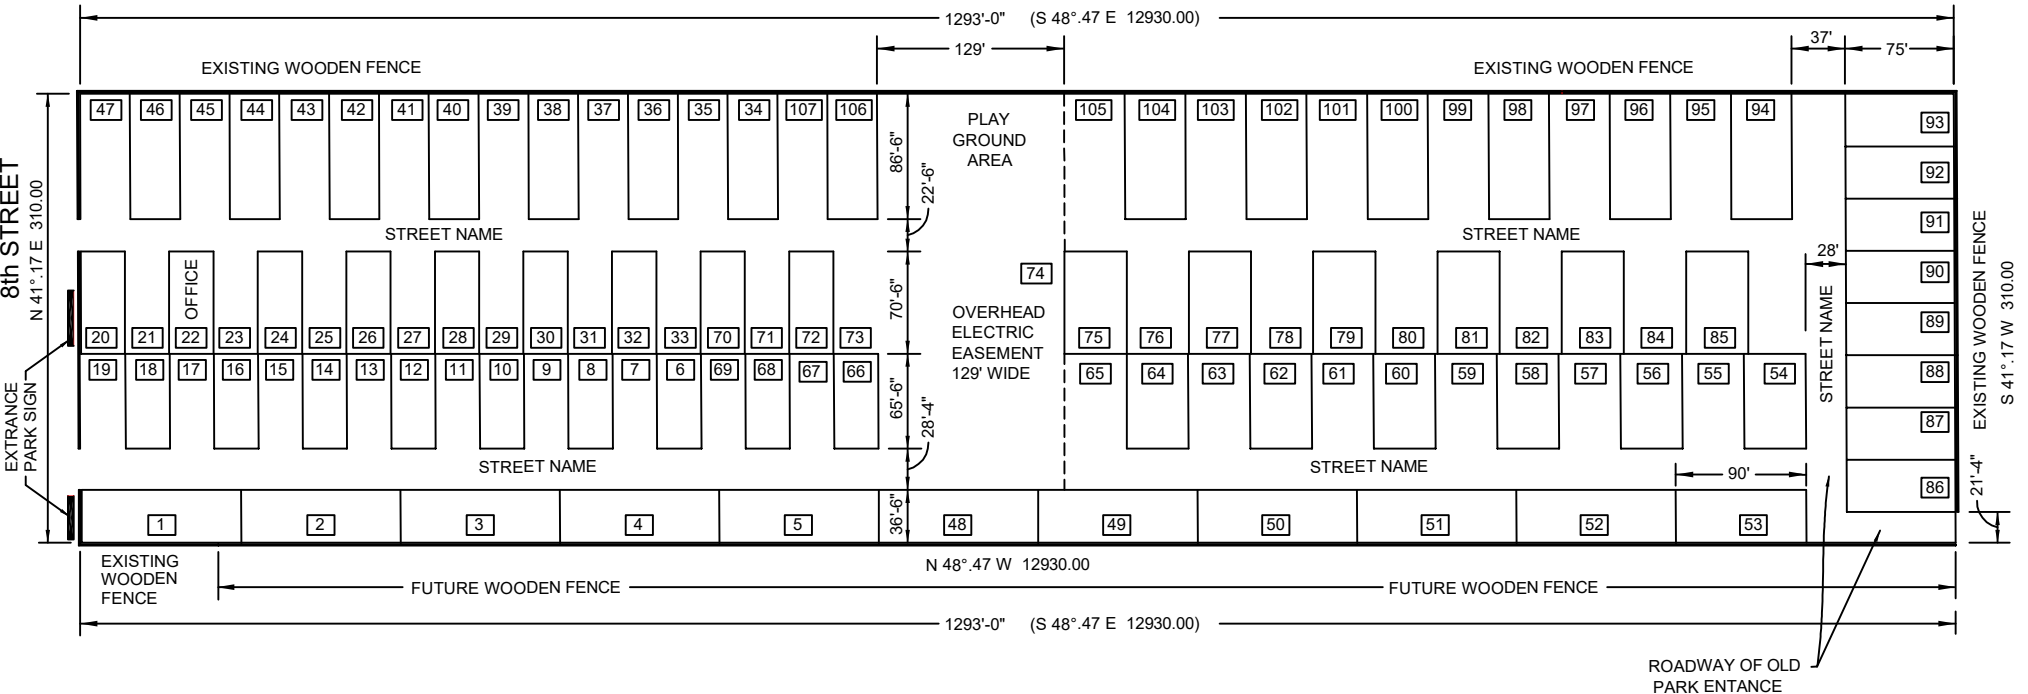 1293'-0" (S 48°.47 E 12930.00)
129'
37'
75'
EXISTING WOODEN FENCE
EXISTING WOODEN FENCE
47 46 45 44 43 42 41 40 39 38 37 36 35 34 107 106
105 104 103 102 101 100 99 98 97 96 95 94
93
92
91
90
89
88
87
86
PLAY
GROUND
AREA
86'-6"
22'-6"
8th STREET
N 41°.17 E 310.00
STREET NAME
STREET NAME
28'
OFFICE
70'-6"
74
OVERHEAD
ELECTRIC
EASEMENT
129' WIDE
20 21 22 23 24 25 26 27 28 29 30 31 32 33 70 71 72 73
75 76 77 78 79 80 81 82 83 84 85
19 18 17 16 15 14 13 12 11 10 9 8 7 6 69 68 67 66
65 64 63 62 61 60 59 58 57 56 55 54
65'-6"
28'-4"
STREET NAME
EXISTING WOODEN FENCE
S 41°.17 W 310.00
EXTRANCE
PARK SIGN
STREET NAME
STREET NAME
90'
21'-4"
36'-6"
1 2 3 4 5 48 49 50 51 52 53
EXISTING
WOODEN
FENCE
N 48°.47 W 12930.00
FUTURE WOODEN FENCE
FUTURE WOODEN FENCE
1293'-0" (S 48°.47 E 12930.00)
ROADWAY OF OLD
PARK ENTANCE